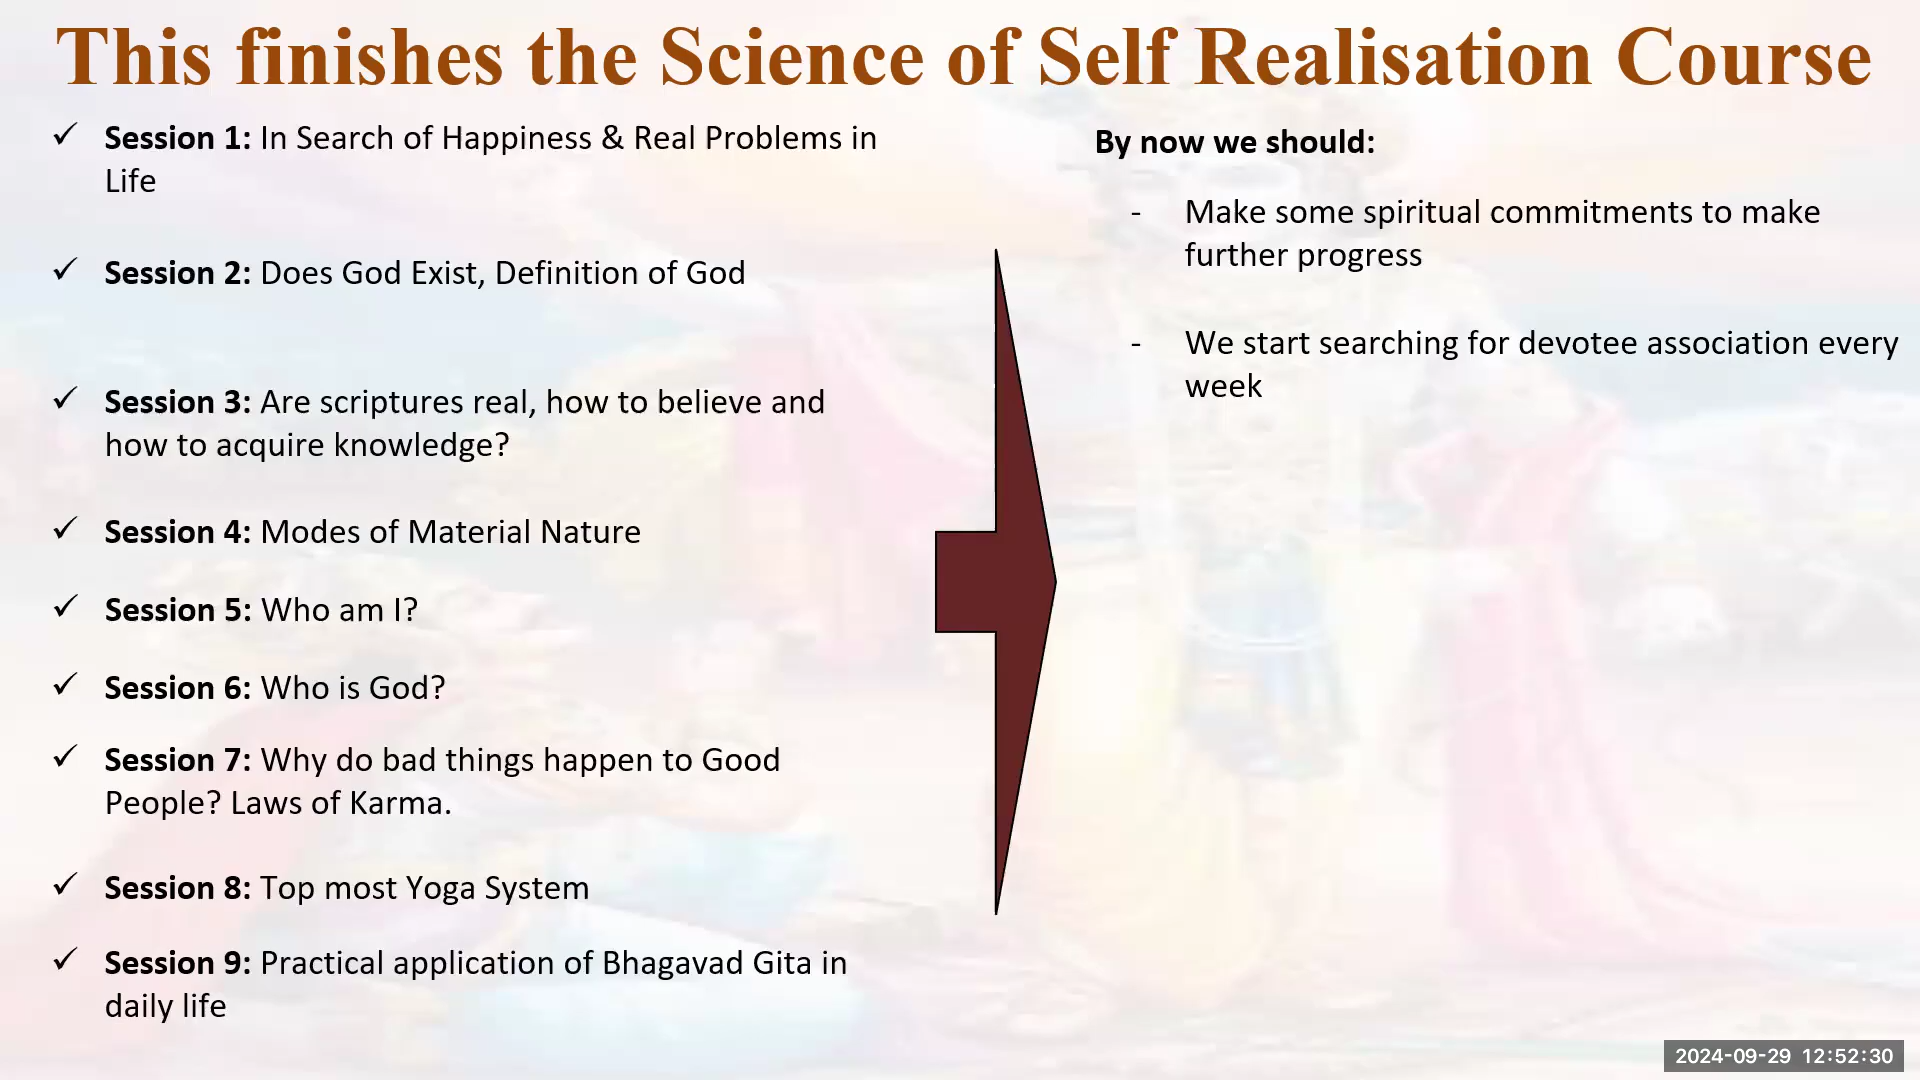 This finishes the Science of Self Realisation Course
✓ Session 1: In Search of Happiness & Real Problems in
Life
✓ Session 2: Does God Exist, Definition of God
✓ Session 3: Are scriptures real, how to believe and
how to acquire knowledge?
✓ Session 4: Modes of Material Nature
✓ Session 5: Who am I?
✓ Session 6: Who is God?
✓ Session 7: Why do bad things happen to Good
People? Laws of Karma.
✓ Session 8: Top most Yoga System
✓ Session 9: Practical application of Bhagavad Gita in
daily life
By now we should:
- Make some spiritual commitments to make
further progress
- We start searching for devotee association every
week
2024-09-29 12:52:30